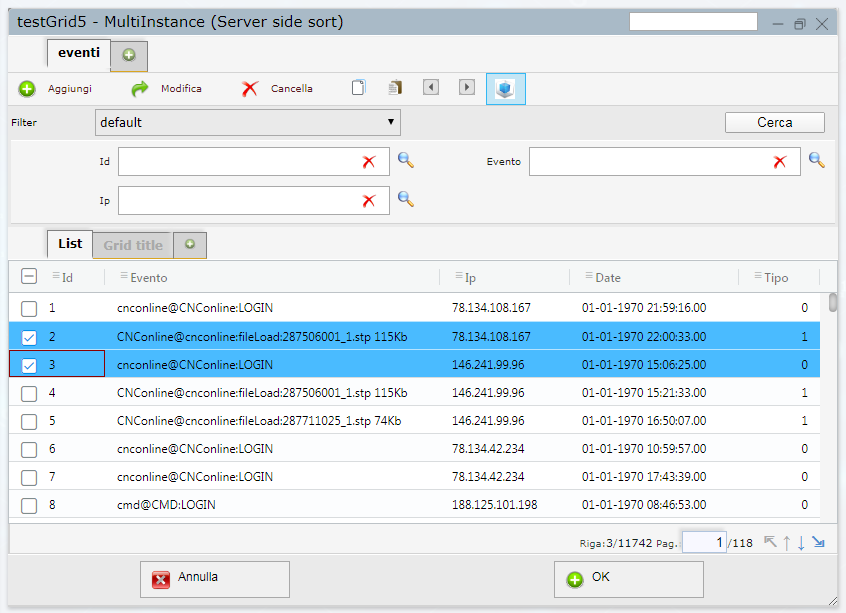 testGrid5 - MultiInstance (Server side sort)
eventi
Aggiungi Modifica Cancella
Filter default Cerca
Id Evento
Ip
List Grid title
Id Evento Ip Date Tipo
1 cnconline@CNConline:LOGIN 78.134.108.167 01-01-1970 21:59:16.00 0
2 CNConline@cnconline:fileLoad:287506001_1.stp 115Kb 78.134.108.167 01-01-1970 22:00:33.00 1
3 cnconline@CNConline:LOGIN 146.241.99.96 01-01-1970 15:06:25.00 0
4 CNConline@cnconline:fileLoad:287506001_1.stp 115Kb 146.241.99.96 01-01-1970 15:21:33.00 1
5 CNConline@cnconline:fileLoad:287711025_1.stp 74Kb 146.241.99.96 01-01-1970 16:50:07.00 1
6 cnconline@CNConline:LOGIN 78.134.42.234 01-01-1970 10:59:57.00 0
7 cnconline@CNConline:LOGIN 78.134.42.234 01-01-1970 17:43:39.00 0
8 cmd@CMD:LOGIN 188.125.101.198 01-01-1970 08:46:53.00 0
Riga:3/11742 Pag.: 1 /118
Annulla OK